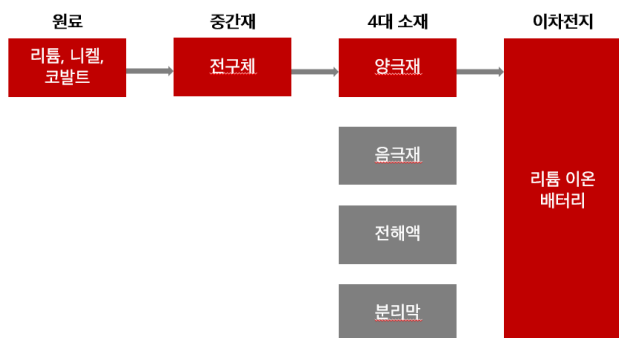 원료
중간재
4대 소재
이차전지
리튬, 니켈,
코발트
전구체
양극재
음극재
전해액
분리막
리튬 이온
배터리